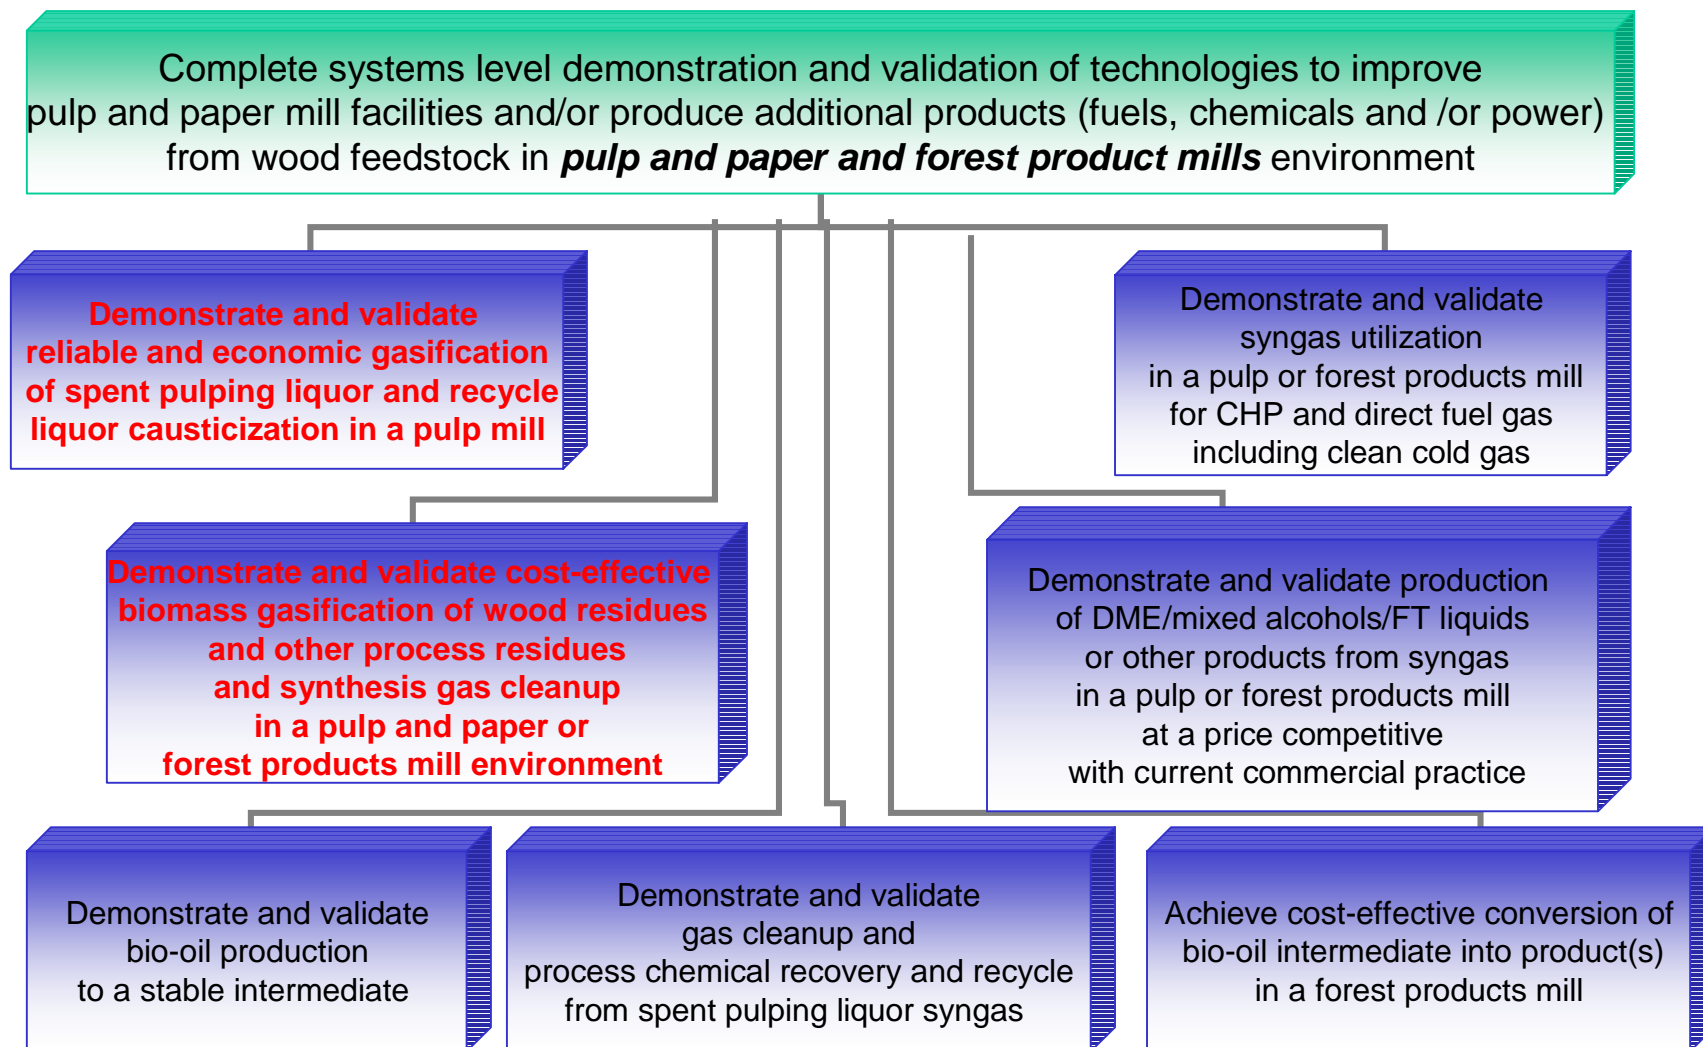 Complete systems level demonstration and validation of technologies to improve
pulp and paper mill facilities and/or produce additional products (fuels, chemicals and /or power)
from wood feedstock in pulp and paper and forest product mills environment
Demonstrate and validate
reliable and economic gasification
of spent pulping liquor and recycle
liquor causticization in a pulp mill
Demonstrate and validate
syngas utilization
in a pulp or forest products mill
for CHP and direct fuel gas
including clean cold gas
Demonstrate and validate cost-effective
biomass gasification of wood residues
and other process residues
and synthesis gas cleanup
in a pulp and paper or
forest products mill environment
Demonstrate and validate production
of DME/mixed alcohols/FT liquids
or other products from syngas
in a pulp or forest products mill
at a price competitive
with current commercial practice
Demonstrate and validate
bio-oil production
to a stable intermediate
Demonstrate and validate
gas cleanup and
process chemical recovery and recycle
from spent pulping liquor syngas
Achieve cost-effective conversion of
bio-oil intermediate into product(s)
in a forest products mill